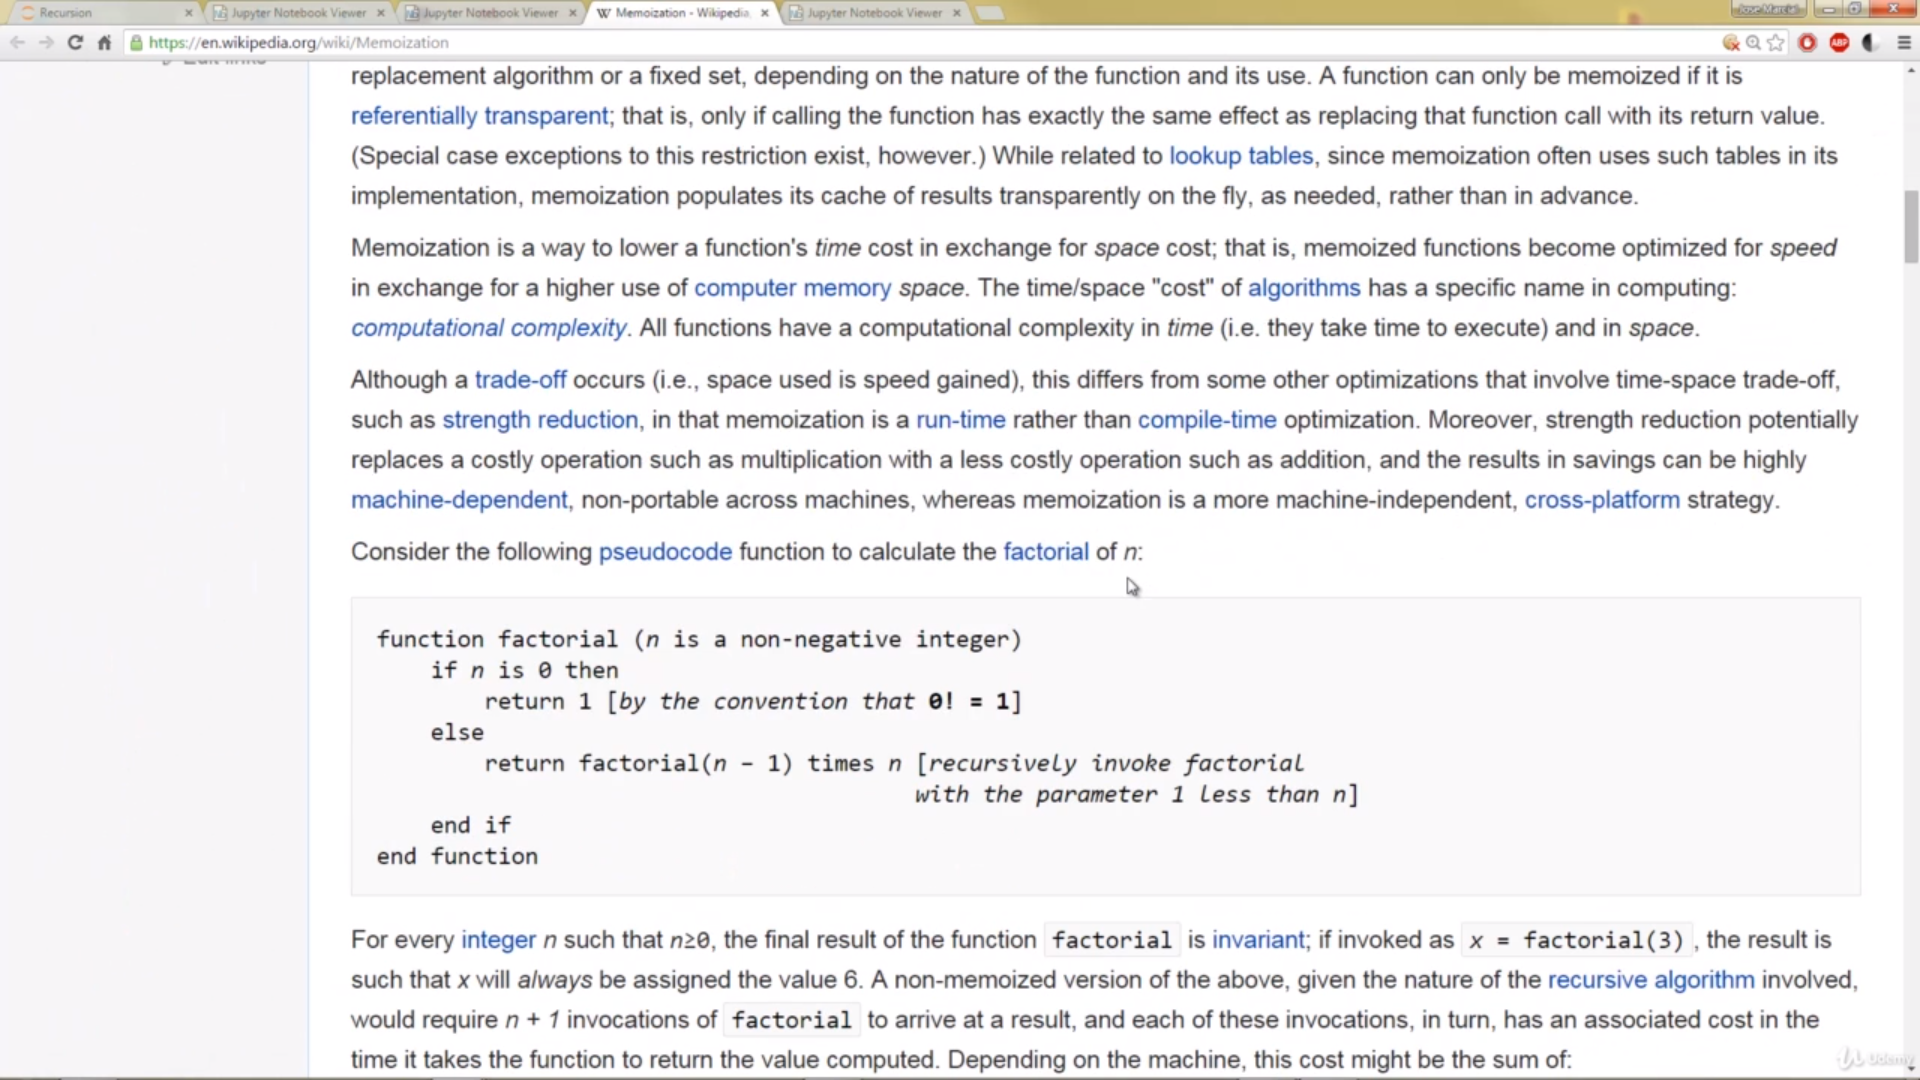 Recursion
Jupyter Notebook Viewer
Jupyter Notebook Viewer
Memoization - Wikipedia,
Jupyter Notebook Viewer
Jose Marcial
https://en.wikipedia.org/wiki/Memoization
ABP
Edit links
replacement algorithm or a fixed set, depending on the nature of the function and its use. A function can only be memoized if it is
referentially transparent; that is, only if calling the function has exactly the same effect as replacing that function call with its return value.
(Special case exceptions to this restriction exist, however.) While related to lookup tables, since memoization often uses such tables in its
implementation, memoization populates its cache of results transparently on the fly, as needed, rather than in advance.
Memoization is a way to lower a function's time cost in exchange for space cost; that is, memoized functions become optimized for speed
in exchange for a higher use of computer memory space. The time/space "cost" of algorithms has a specific name in computing:
computational complexity. All functions have a computational complexity in time (i.e. they take time to execute) and in space.
Although a trade-off occurs (i.e., space used is speed gained), this differs from some other optimizations that involve time-space trade-off,
such as strength reduction, in that memoization is a run-time rather than compile-time optimization. Moreover, strength reduction potentially
replaces a costly operation such as multiplication with a less costly operation such as addition, and the results in savings can be highly
machine-dependent, non-portable across machines, whereas memoization is a more machine-independent, cross-platform strategy.
Consider the following pseudocode function to calculate the factorial of n:
function factorial (n is a non-negative integer)
if n is 0 then
return 1 [by the convention that 0! = 1]
else
return factorial(n – 1) times n [recursively invoke factorial
with the parameter 1 less than n]
end if
end function
For every integer n such that n≥0, the final result of the function factorial is invariant; if invoked as x = factorial(3) , the result is
such that x will always be assigned the value 6. A non-memoized version of the above, given the nature of the recursive algorithm involved,
would require n + 1 invocations of factorial to arrive at a result, and each of these invocations, in turn, has an associated cost in the
time it takes the function to return the value computed. Depending on the machine, this cost might be the sum of:
Udemy